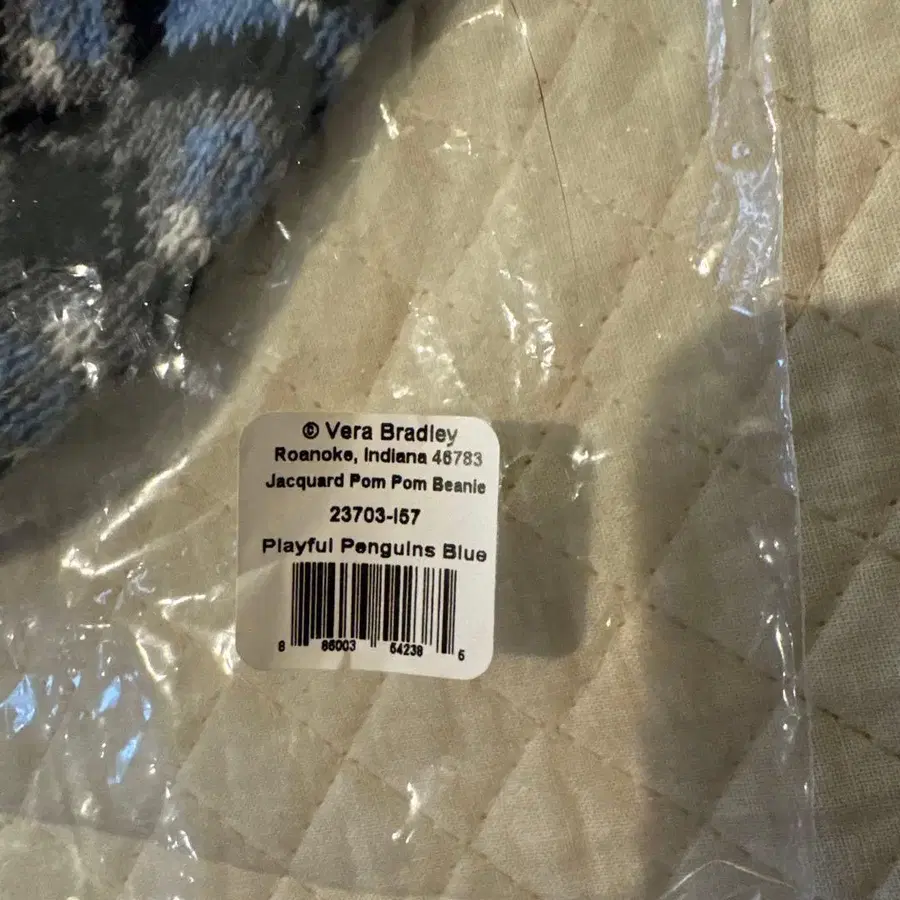 © Vera Bradley
Roanoke, Indiana 46783
Jacquard Pom Pom Beanie
23703-I57
Playful Penguins Blue
8 86003 54238 5